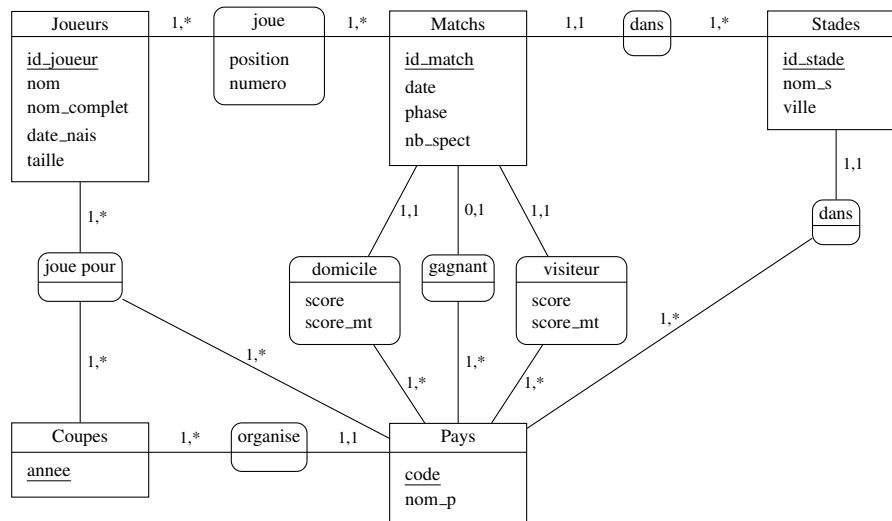 Joueurs
id_joueur
nom
nom_complet
date_nais
taille
1,*
joue
position
numero
1,*
Matchs
id_match
date
phase
nb_spect
1,1
dans
1,*
Stades
id_stade
nom_s
ville
1,1
dans
1,*
1,1
0,1
1,1
1,*
joue pour
domicile
score
score_mt
gagnant
visiteur
score
score_mt
1,*
1,*
1,*
1,*
1,*
Coupes
annee
1,*
organise
1,1
Pays
code
nom_p